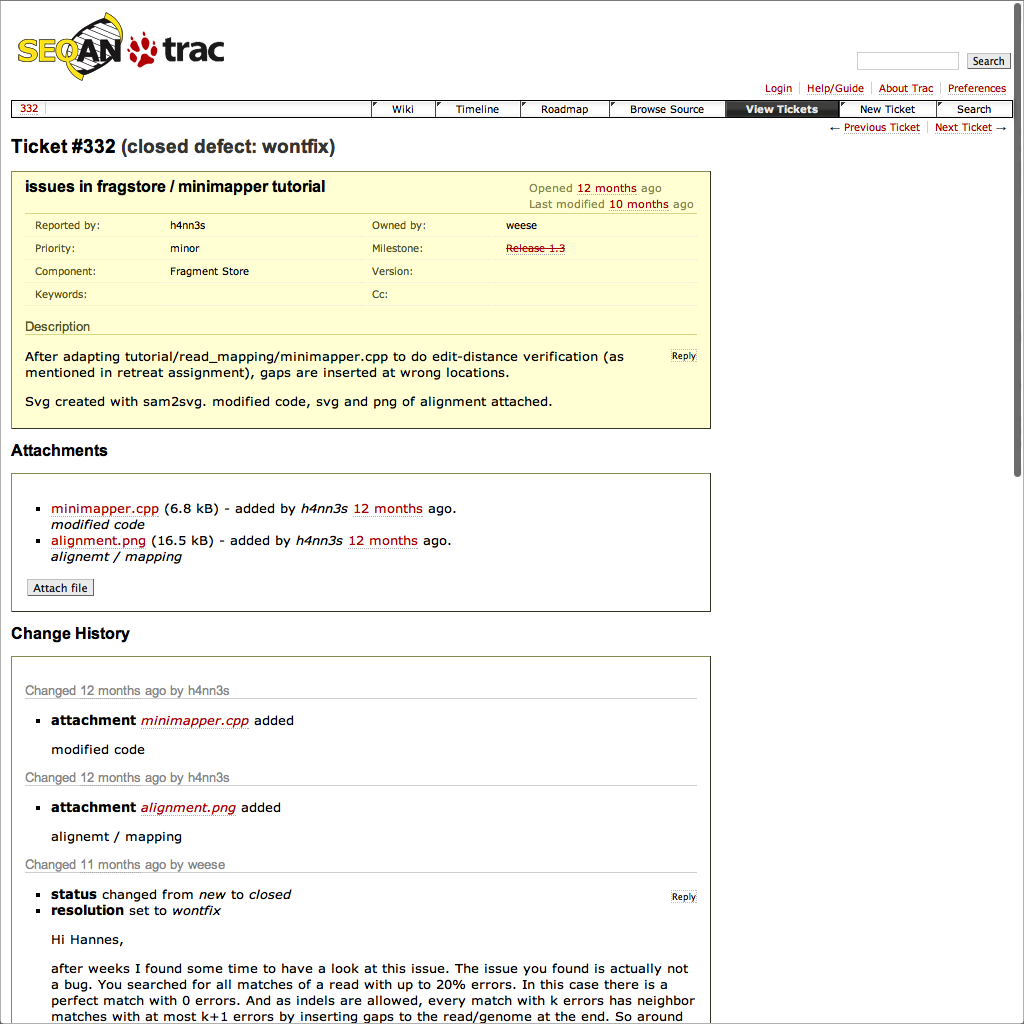 SEQAN trac
Search
Login Help/Guide About Trac Preferences
332 Wiki Timeline Roadmap Browse Source View Tickets New Ticket Search
← Previous Ticket Next Ticket →
Ticket #332 (closed defect: wontfix)
issues in fragstore / minimapper tutorial
Opened 12 months ago
Last modified 10 months ago
Reported by: h4nn3s Owned by: weese
Priority: minor Milestone: Release 1.3
Component: Fragment Store Version:
Keywords: Cc:
Description
After adapting tutorial/read_mapping/minimapper.cpp to do edit-distance verification (as Reply
mentioned in retreat assignment), gaps are inserted at wrong locations.
Svg created with sam2svg. modified code, svg and png of alignment attached.
Attachments
minimapper.cpp (6.8 kB) - added by h4nn3s 12 months ago.
modified code
alignment.png (16.5 kB) - added by h4nn3s 12 months ago.
alignemt / mapping
Attach file
Change History
Changed 12 months ago by h4nn3s
attachment minimapper.cpp added
modified code
Changed 12 months ago by h4nn3s
attachment alignment.png added
alignemt / mapping
Changed 11 months ago by weese
status changed from new to closed Reply
resolution set to wontfix
Hi Hannes,
after weeks I found some time to have a look at this issue. The issue you found is actually not
a bug. You searched for all matches of a read with up to 20% errors. In this case there is a
perfect match with 0 errors. And as indels are allowed, every match with k errors has neighbor
matches with at most k+1 errors by inserting gaps to the read/genome at the end. So around